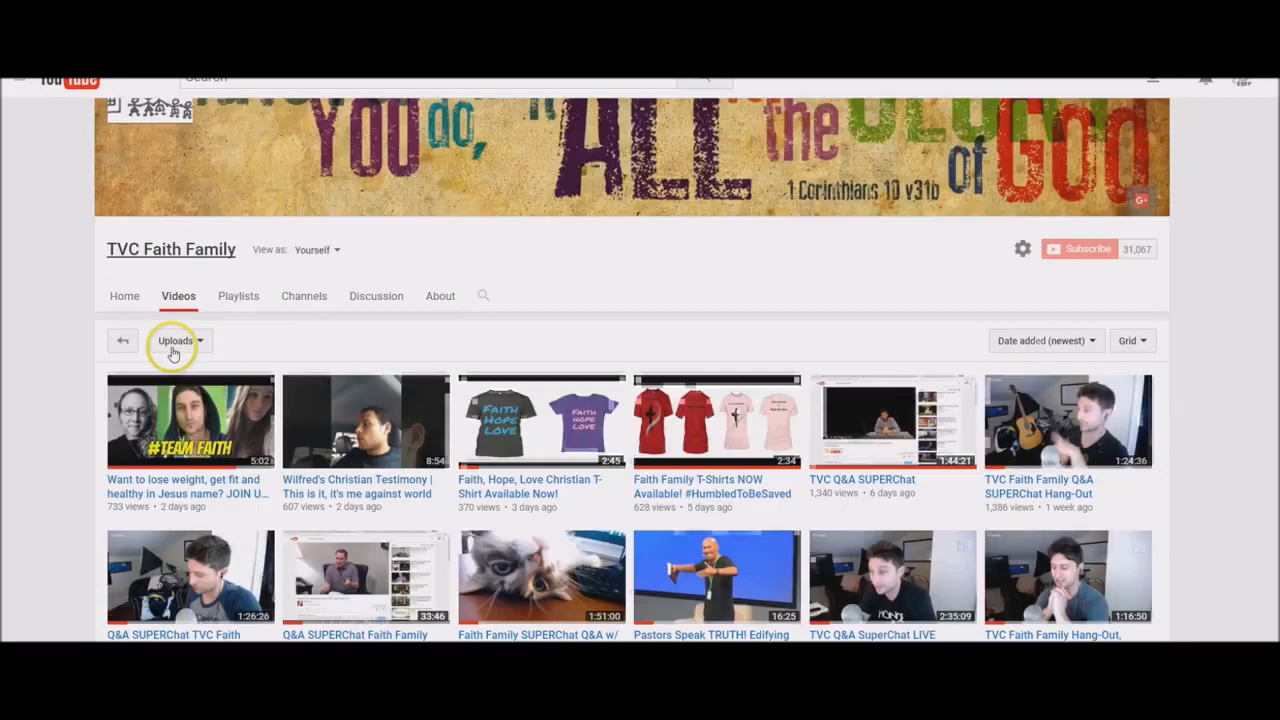 YouTube
Search
YOU do, it ALL for the GLORY of GOD
1 Corinthians 10 v31b
TVC Faith Family View as: Yourself
Subscribe 31,067
Home Videos Playlists Channels Discussion About
Uploads Date added (newest) Grid
#TEAM FAITH
FAITH HOPE LOVE FAITH HOPE LOVE
5:02 8:54 2:45 2:34 1:44:21 1:24:36
Want to lose weight, get fit and
healthy in Jesus name? JOIN U...
733 views • 2 days ago
Wilfred's Christian Testimony |
This is it, it's me against world
607 views • 2 days ago
Faith, Hope, Love Christian T-
Shirt Available Now!
370 views • 3 days ago
Faith Family T-Shirts NOW
Available! #HumbledToBeSaved
628 views • 5 days ago
TVC Q&A SUPERChat
1,340 views • 6 days ago
TVC Faith Family Q&A
SUPERChat Hang-Out
1,386 views • 1 week ago
1:26:26 33:46 1:51:00 16:25 2:35:09 1:16:50
Q&A SUPERChat TVC Faith
Q&A SUPERChat Faith Family
Faith Family SUPERChat Q&A w/
Pastors Speak TRUTH! Edifying
TVC Q&A SuperChat LIVE
TVC Faith Family Hang-Out,